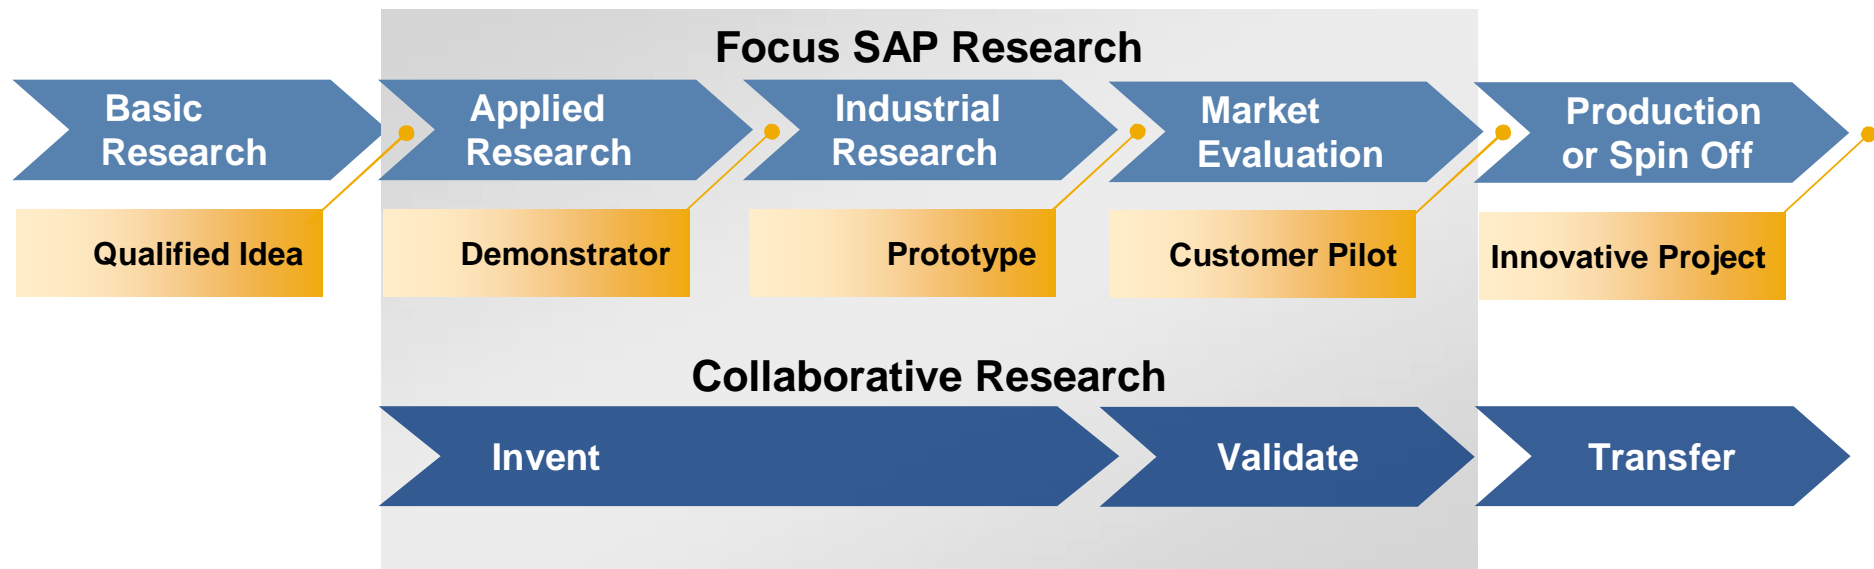 Focus SAP Research
Basic
Research
Applied
Research
Industrial
Research
Market
Evaluation
Production
or Spin Off
Qualified Idea
Demonstrator
Prototype
Customer Pilot
Innovative Project
Collaborative Research
Invent
Validate
Transfer